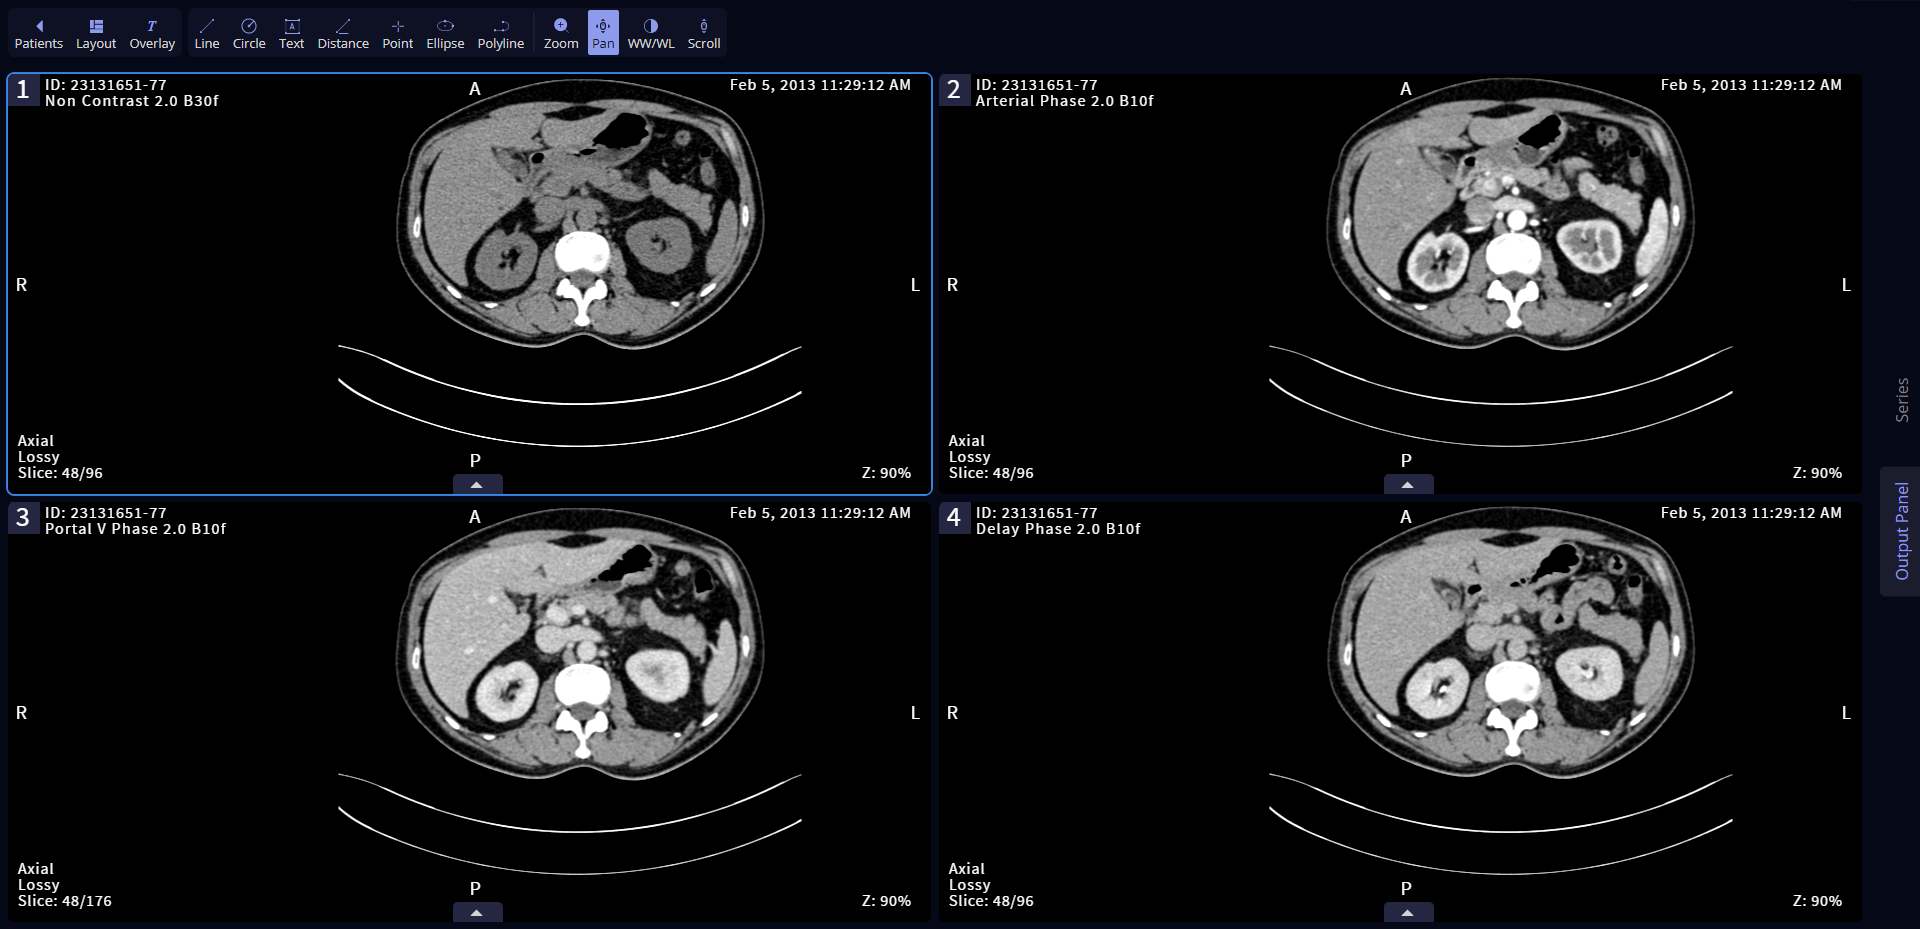 Patients Layout Overlay Line Circle Text Distance Point Ellipse Polyline Zoom Pan WW/WL Scroll
1 ID: 23131651-77 A Feb 5, 2013 11:29:12 AM
Non Contrast 2.0 B30f
R L
Axial
Lossy P
Slice: 48/96 Z: 90%
2 ID: 23131651-77 A Feb 5, 2013 11:29:12 AM
Arterial Phase 2.0 B10f
R L
Axial
Lossy P
Slice: 48/96 Z: 90%
3 ID: 23131651-77 A Feb 5, 2013 11:29:12 AM
Portal V Phase 2.0 B10f
R L
Axial
Lossy P
Slice: 48/176 Z: 90%
4 ID: 23131651-77 A Feb 5, 2013 11:29:12 AM
Delay Phase 2.0 B10f
R L
Axial
Lossy P
Slice: 48/96 Z: 90%
Series
Output Panel